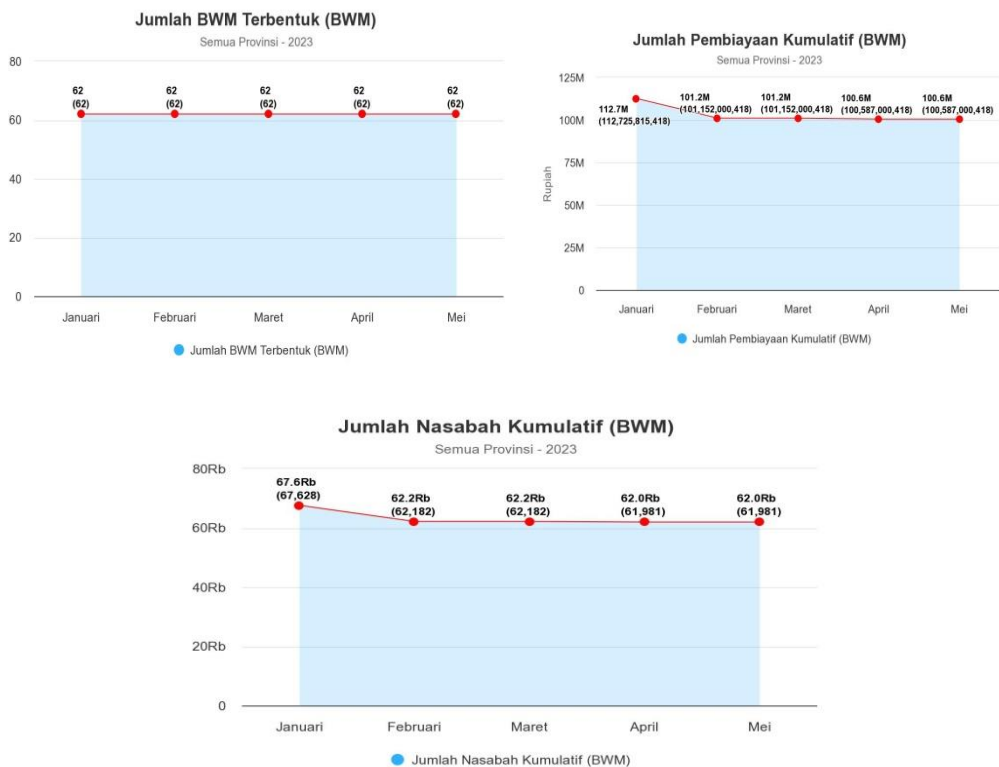 Jumlah BWM Terbentuk (BWM)
Semua Provinsi - 2023
80
60
40
20
0
62 62 62 62 62
(62) (62) (62) (62) (62)
Januari Februari Maret April Mei
Jumlah BWM Terbentuk (BWM)
Jumlah Pembiayaan Kumulatif (BWM)
Semua Provinsi - 2023
Rupiah
125M
100M
75M
50M
25M
0
112.7M 101.2M 101.2M 100.6M 100.6M
(112,725,815,418) (101,152,000,418) (101,152,000,418) (100,587,000,418) (100,587,000,418)
Januari Februari Maret April Mei
Jumlah Pembiayaan Kumulatif (BWM)
Jumlah Nasabah Kumulatif (BWM)
Semua Provinsi - 2023
80Rb
60Rb
40Rb
20Rb
0
67.6Rb 62.2Rb 62.2Rb 62.0Rb 62.0Rb
(67,628) (62,182) (62,182) (61,981) (61,981)
Januari Februari Maret April Mei
Jumlah Nasabah Kumulatif (BWM)